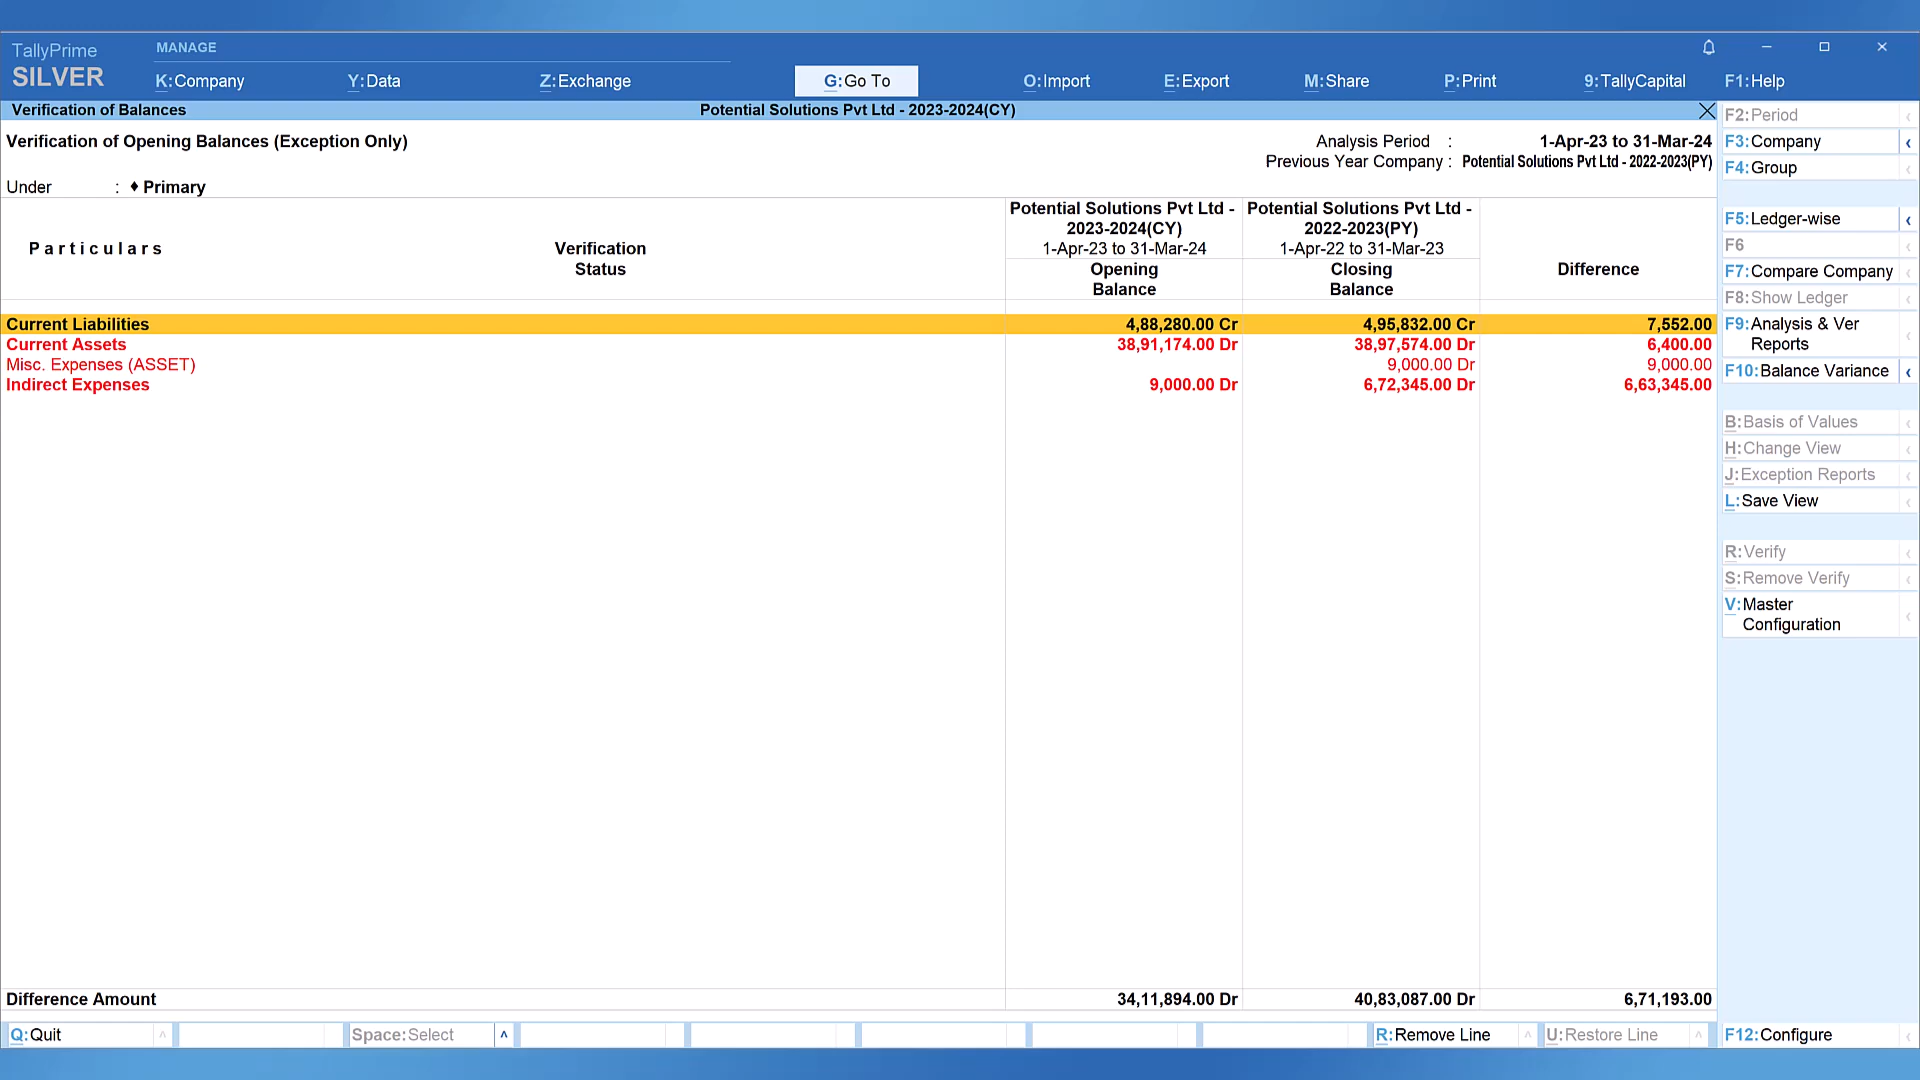 TallyPrime
SILVER
MANAGE
K:Company
Y:Data
Z:Exchange
G:Go To
O:Import
E:Export
M:Share
P:Print
9:TallyCapital
F1:Help
Verification of Balances
Potential Solutions Pvt Ltd - 2023-2024(CY)
Verification of Opening Balances (Exception Only)
Analysis Period : 1-Apr-23 to 31-Mar-24
Previous Year Company : Potential Solutions Pvt Ltd - 2022-2023(PY)
Under : ♦ Primary
Particulars
Verification
Status
Potential Solutions Pvt Ltd -
2023-2024(CY)
1-Apr-23 to 31-Mar-24
Opening
Balance
Potential Solutions Pvt Ltd -
2022-2023(PY)
1-Apr-22 to 31-Mar-23
Closing
Balance
Difference
Current Liabilities 4,88,280.00 Cr 4,95,832.00 Cr 7,552.00
Current Assets 38,91,174.00 Dr 38,97,574.00 Dr 6,400.00
Misc. Expenses (ASSET) 9,000.00 Dr 9,000.00
Indirect Expenses 9,000.00 Dr 6,72,345.00 Dr 6,63,345.00
Difference Amount 34,11,894.00 Dr 40,83,087.00 Dr 6,71,193.00
F2:Period
F3:Company
F4:Group
F5:Ledger-wise
F6
F7:Compare Company
F8:Show Ledger
F9:Analysis & Ver
Reports
F10:Balance Variance
B:Basis of Values
H:Change View
J:Exception Reports
L:Save View
R:Verify
S:Remove Verify
V:Master
Configuration
Q:Quit
Space:Select
R:Remove Line
U:Restore Line
F12:Configure